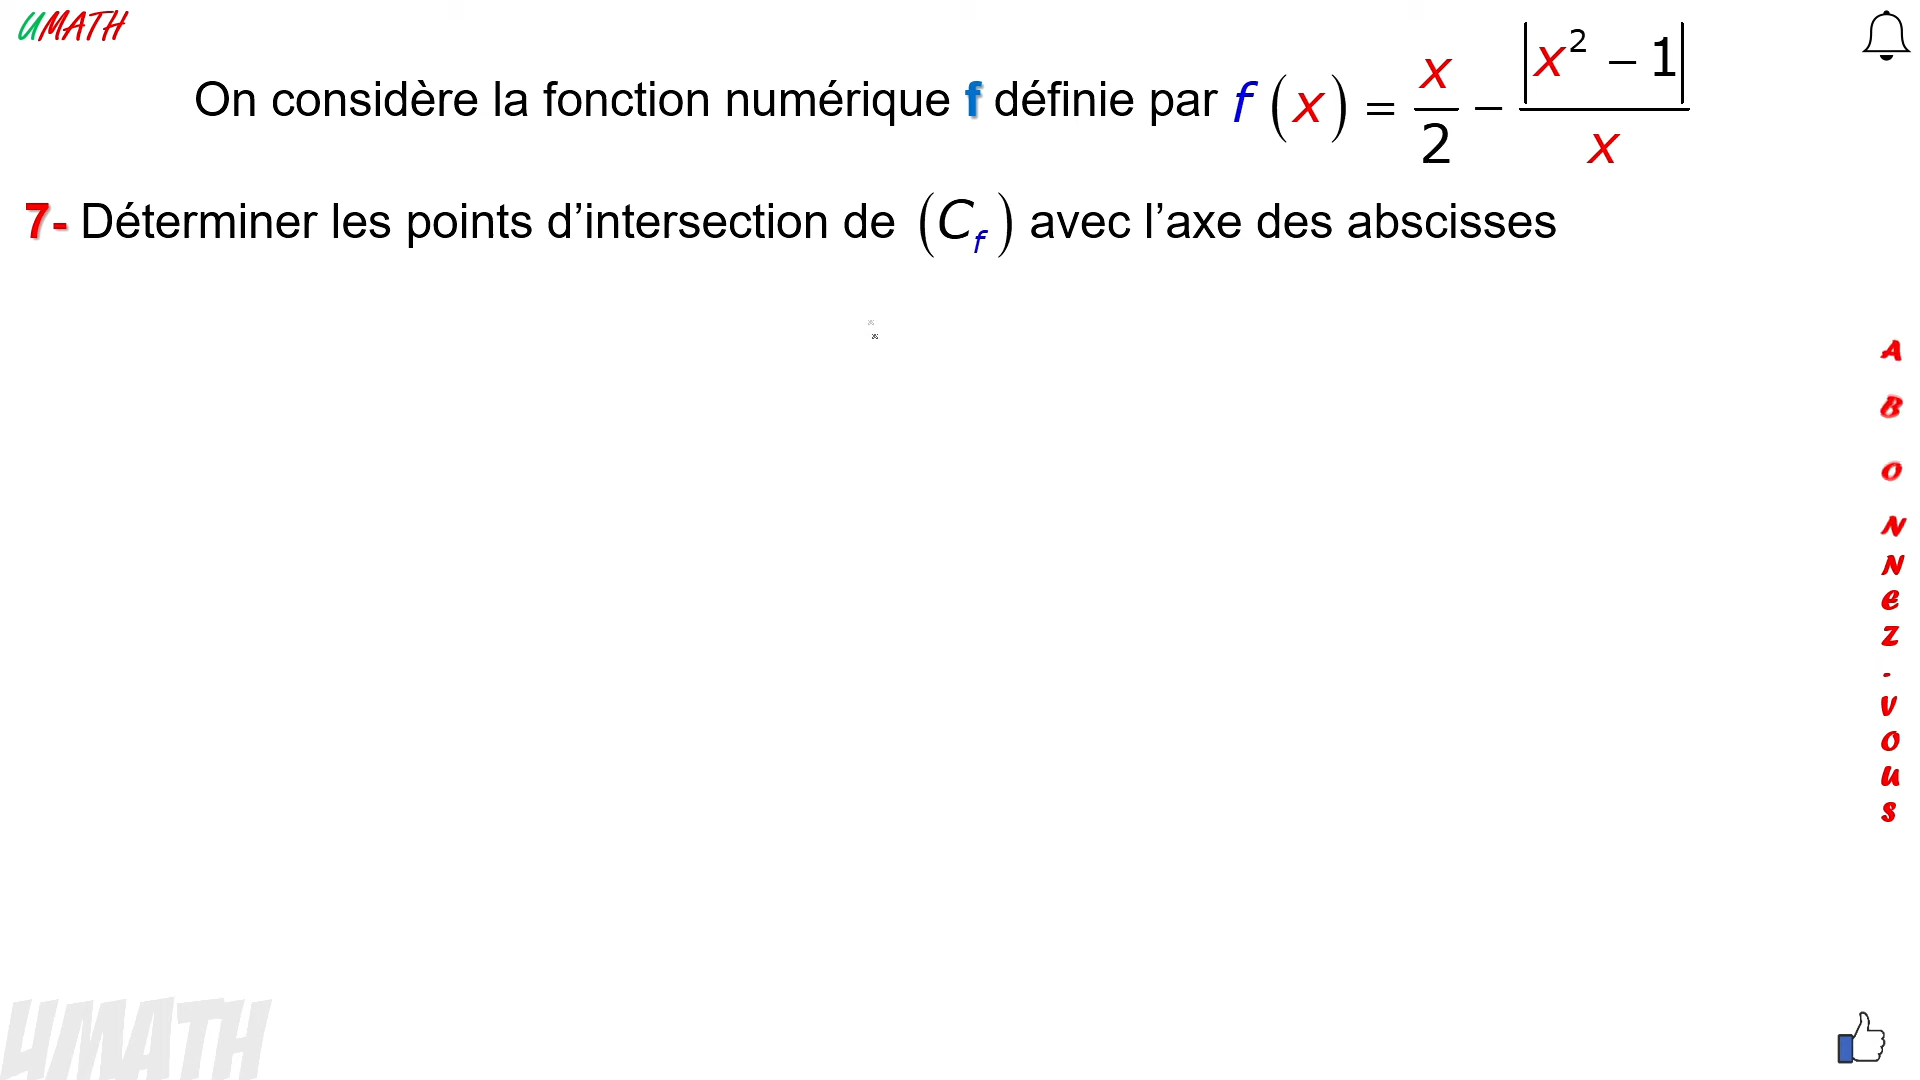 UMATH
On considère la fonction numérique f définie par f(x) = x/2 − |x² − 1|/x
7- Déterminer les points d’intersection de (C_f) avec l’axe des abscisses
ABONNEZ-VOUS
UMATH